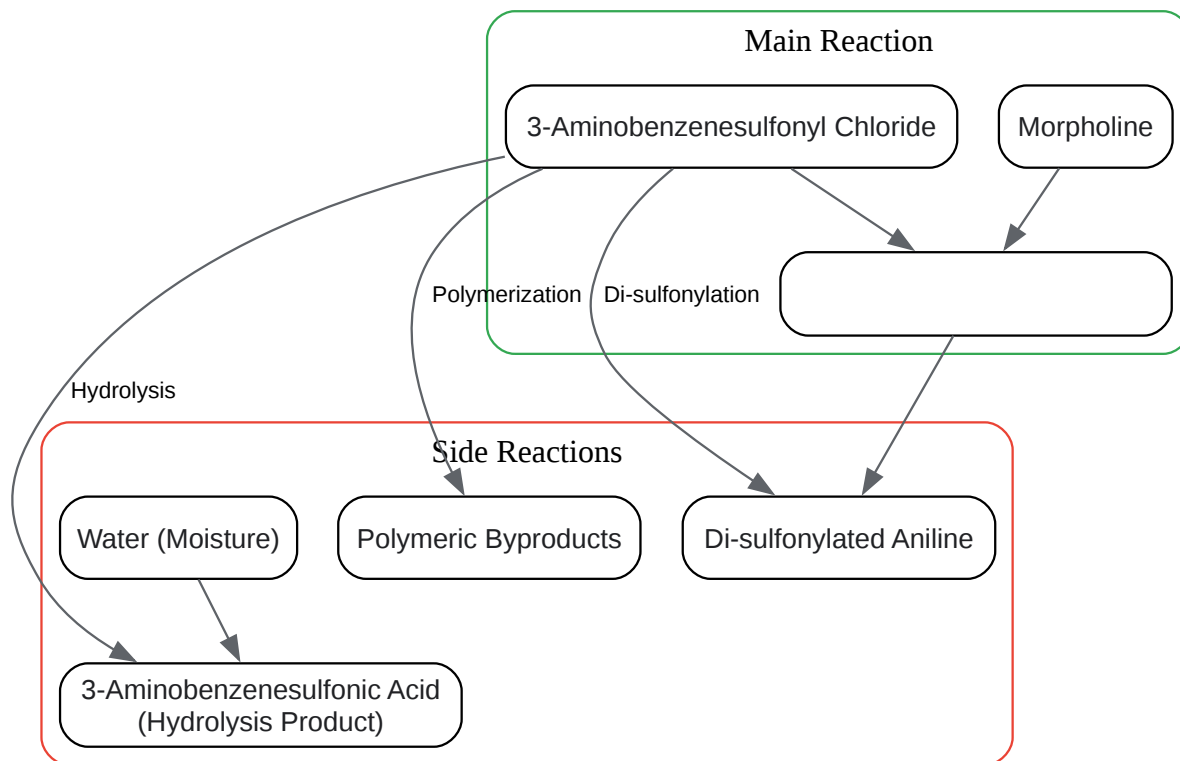 Main Reaction
3-Aminobenzenesulfonyl Chloride
Morpholine
Polymerization
Di-sulfonylation
Hydrolysis
Side Reactions
Water (Moisture)
Polymeric Byproducts
Di-sulfonylated Aniline
3-Aminobenzenesulfonic Acid
(Hydrolysis Product)